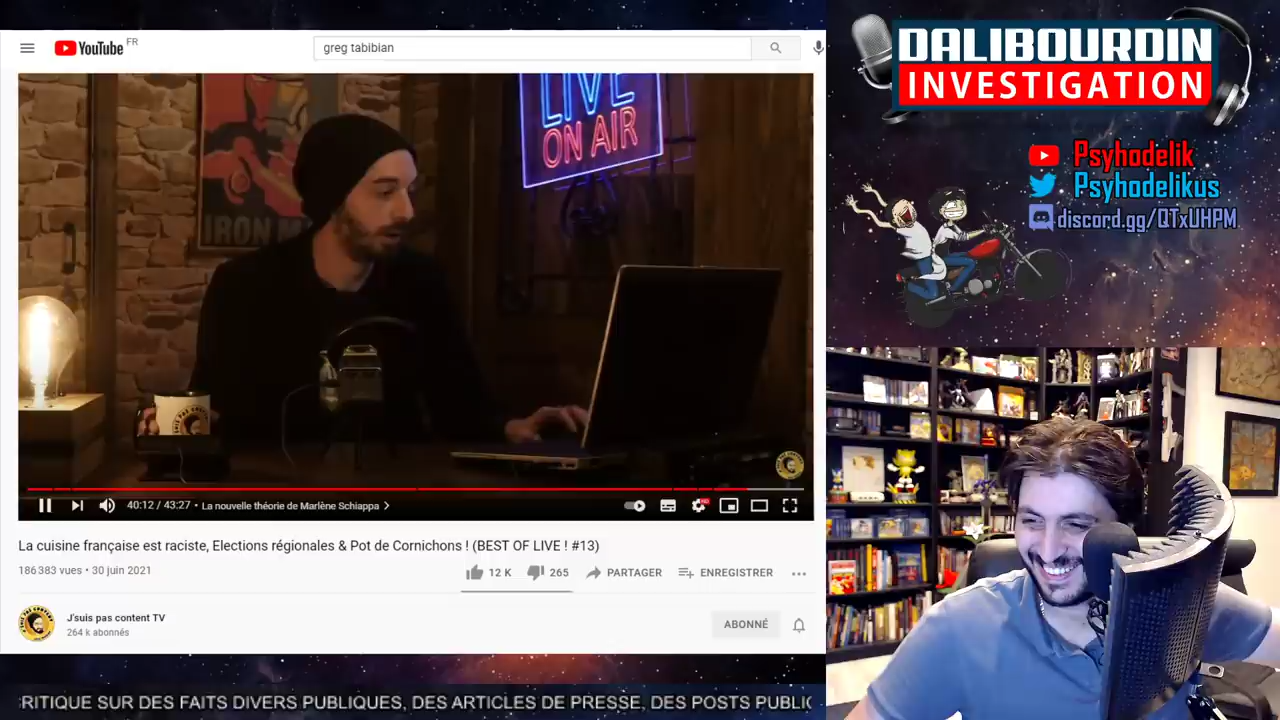 YouTube FR
greg tabibian
LIVE
ON AIR
IRON M
40:12 / 43:27 • La nouvelle théorie de Marlène Schiappa
HD
La cuisine française est raciste, Elections régionales & Pot de Cornichons ! (BEST OF LIVE ! #13)
186 383 vues • 30 juin 2021
12 K
265
PARTAGER
ENREGISTRER
J'suis pas content TV
264 k abonnés
ABONNÉ
DALIBOURDIN
INVESTIGATION
Psyhodelik
Psyhodelikus
discord.gg/QTxUHPM
RITIQUE SUR DES FAITS DIVERS PUBLIQUES, DES ARTICLES DE PRESSE, DES POSTS PUBLIC